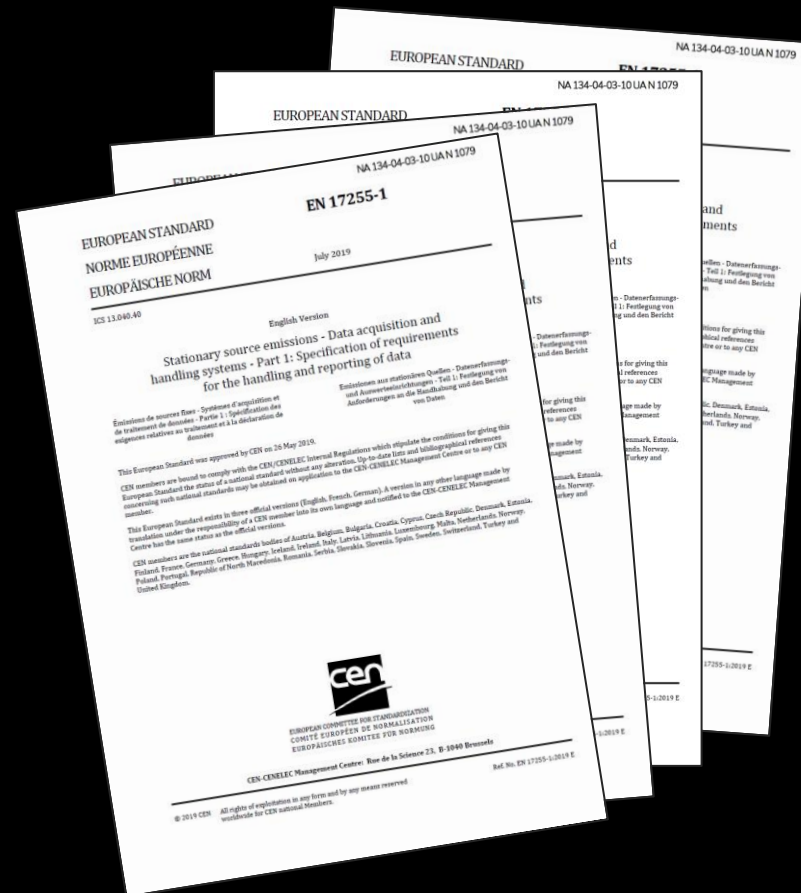 NA 134-04-03-10 UA N 1079
EUROPEAN STANDARD
NORME EUROPÉENNE
EUROPÄISCHE NORM
EN 17255-1
July 2019
ICS 13.040.40
English Version
Stationary source emissions - Data acquisition and
handling systems - Part 1: Specification of requirements
for the handling and reporting of data
Émissions de sources fixes - Systèmes d'acquisition et
de traitement de données - Partie 1 : Spécification des
exigences relatives au traitement et à la déclaration de
données
Emissionen aus stationären Quellen - Datenerfassungs-
und Auswerteeinrichtungen - Teil 1: Festlegung von
Anforderungen an die Handhabung und den Bericht
von Daten
This European Standard was approved by CEN on 26 May 2019.
CEN members are bound to comply with the CEN/CENELEC Internal Regulations which stipulate the conditions for giving this
European Standard the status of a national standard without any alteration. Up-to-date lists and bibliographical references
concerning such national standards may be obtained on application to the CEN-CENELEC Management Centre or to any CEN
member.
This European Standard exists in three official versions (English, French, German). A version in any other language made by
translation under the responsibility of a CEN member into its own language and notified to the CEN-CENELEC Management
Centre has the same status as the official versions.
CEN members are the national standards bodies of Austria, Belgium, Bulgaria, Croatia, Cyprus, Czech Republic, Denmark, Estonia,
Finland, France, Germany, Greece, Hungary, Iceland, Ireland, Italy, Latvia, Lithuania, Luxembourg, Malta, Netherlands, Norway,
Poland, Portugal, Republic of North Macedonia, Romania, Serbia, Slovakia, Slovenia, Spain, Sweden, Switzerland, Turkey and
United Kingdom.
cen
EUROPEAN COMMITTEE FOR STANDARDIZATION
COMITÉ EUROPÉEN DE NORMALISATION
EUROPÄISCHES KOMITEE FÜR NORMUNG
CEN-CENELEC Management Centre: Rue de la Science 23, B-1040 Brussels
© 2019 CEN
All rights of exploitation in any form and by any means reserved
worldwide for CEN national Members.
Ref. No. EN 17255-1:2019 E
NA 134-04-03-10 UA N 1079
NA 134-04-03-10 UA N 1079
EUROPEAN STANDARD
NA 134-04-03-10 UA N 1079
EUROPEAN STANDARD